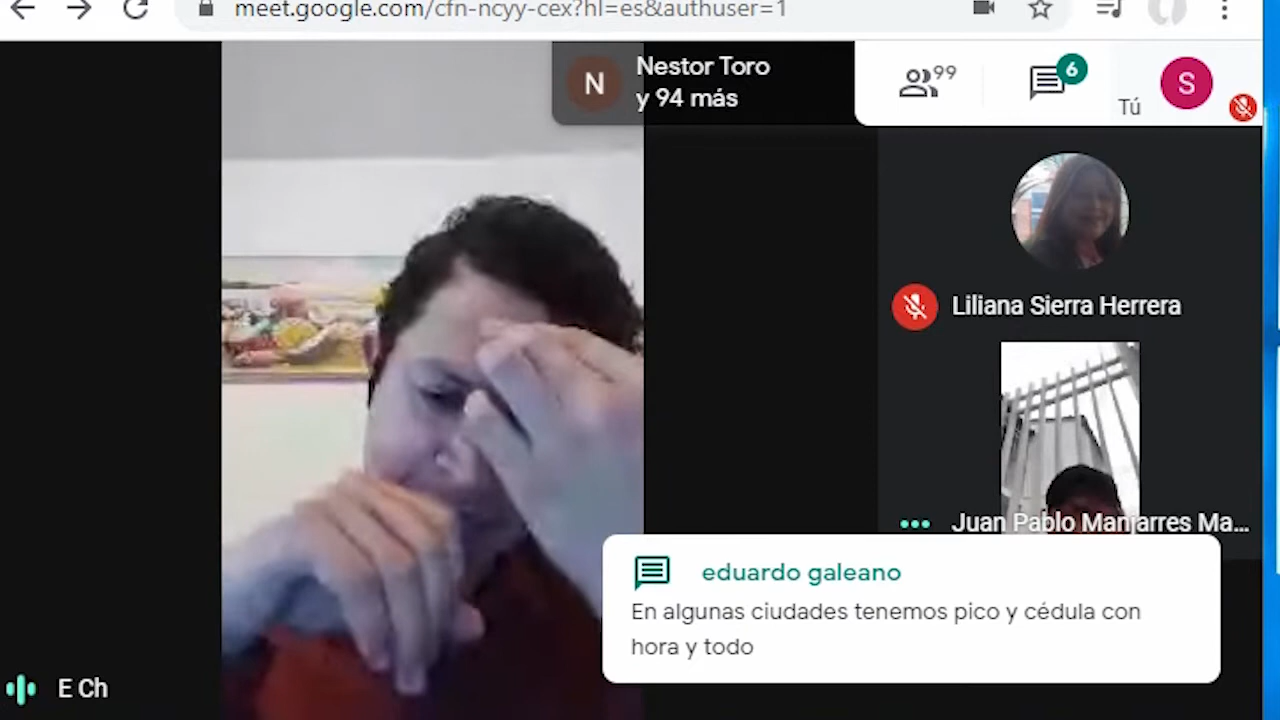 meet.google.com/cfn-ncyy-cex?hl=es&authuser=1
N
Nestor Toro
y 94 más
99
6
Tú
S
Liliana Sierra Herrera
Juan Pablo Manjarres Ma...
eduardo galeano
En algunas ciudades tenemos pico y cédula con
hora y todo
E Ch